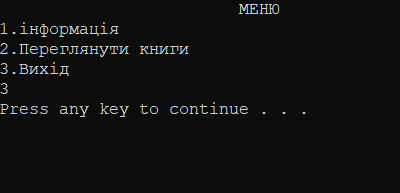 МЕНЮ
1.інформація
2.Переглянути книги
3.Вихід
3
Press any key to continue . . .